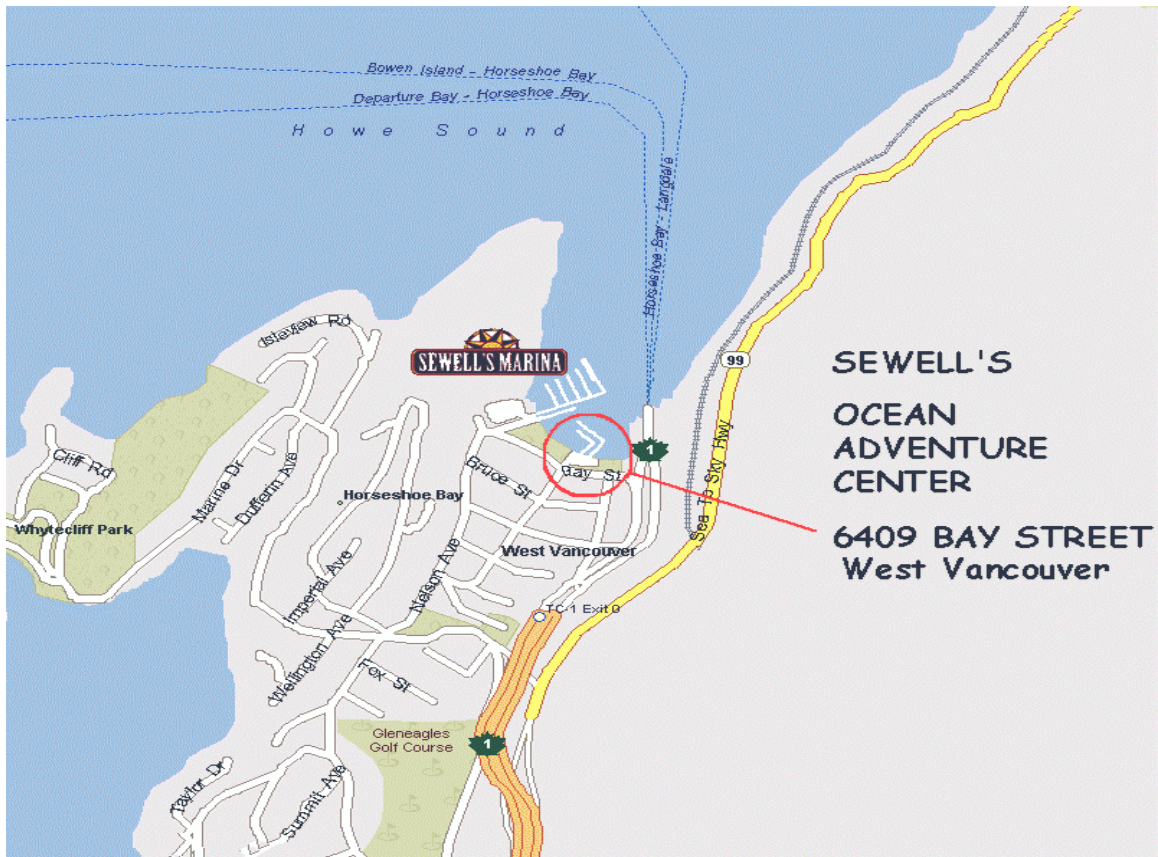 Bowen Island - Horseshoe Bay
Departure Bay - Horseshoe Bay
Howe Sound
Horseshoe Bay - Langdale
Isleview Rd
SEWELL'S MARINA
99
SEWELL'S
OCEAN
ADVENTURE
CENTER
6409 BAY STREET
West Vancouver
1
Sea To Sky Hwy
Bay St
Bruce St
Cliff Rd
Marine Dr
Dufferin Ave
Horseshoe Bay
Whytecliff Park
West Vancouver
Imperial Ave
Nelson Ave
TC-1 Exit 0
Wellington Ave
Tox St
Gleneagles
Golf Course
1
Taylor Dr
Summit Ave